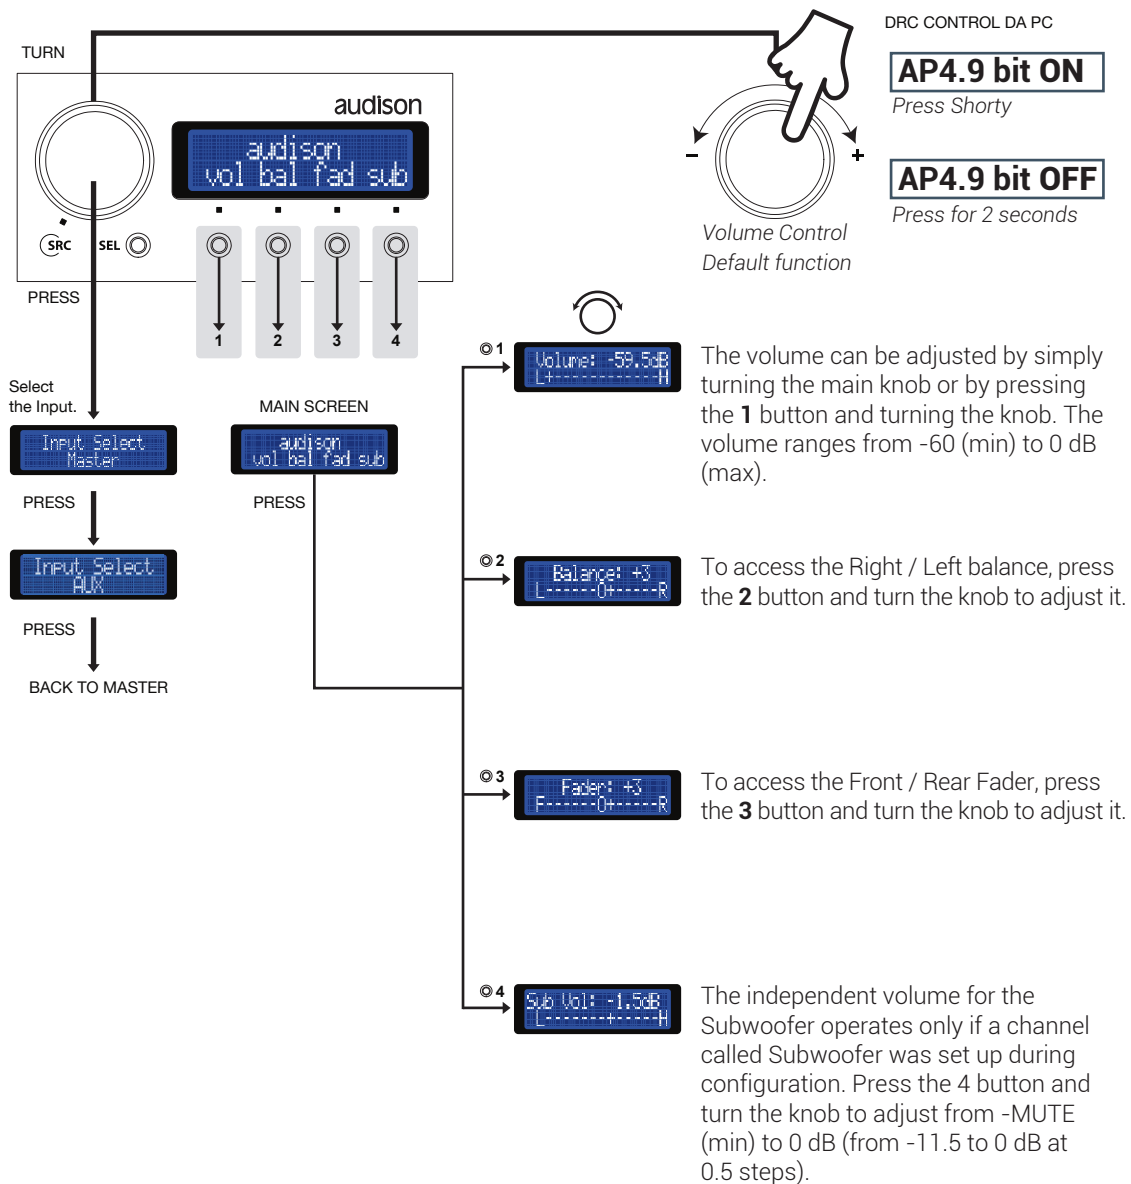 DRC CONTROL DA PC
TURN
AP4.9 bit ON
Press Shorty
audison
audison
vol bal fad sub
AP4.9 bit OFF
Press for 2 seconds
- +
Volume Control
Default function
SRC SEL
PRESS
1 2 3 4
Select
the Input.
MAIN SCREEN
Input Select
Master
audison
vol bal fad sub
PRESS
PRESS
Input Select
AUX
PRESS
BACK TO MASTER
1
Volume: -59.5dB
L+--------------H
The volume can be adjusted by simply
turning the main knob or by pressing
the 1 button and turning the knob. The
volume ranges from -60 (min) to 0 dB
(max).
2
Balance: +3
L------0+-----R
To access the Right / Left balance, press
the 2 button and turn the knob to adjust it.
3
Fader: +3
F------0+-----R
To access the Front / Rear Fader, press
the 3 button and turn the knob to adjust it.
4
Sub Vol: -1.5dB
L-------+-----H
The independent volume for the
Subwoofer operates only if a channel
called Subwoofer was set up during
configuration. Press the 4 button and
turn the knob to adjust from -MUTE
(min) to 0 dB (from -11.5 to 0 dB at
0.5 steps).